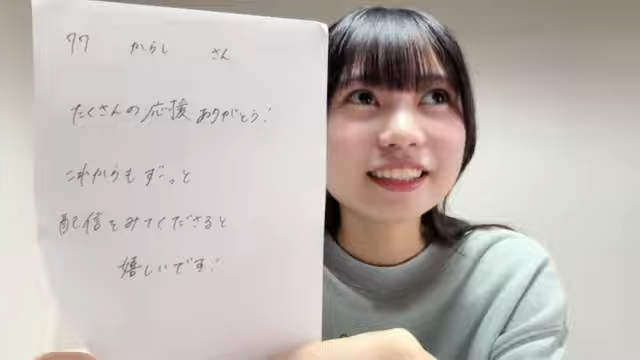 77 からし さん
たくさんの応援ありがとう!
これからもずーっと
配信をみてくださると
嬉しいです!